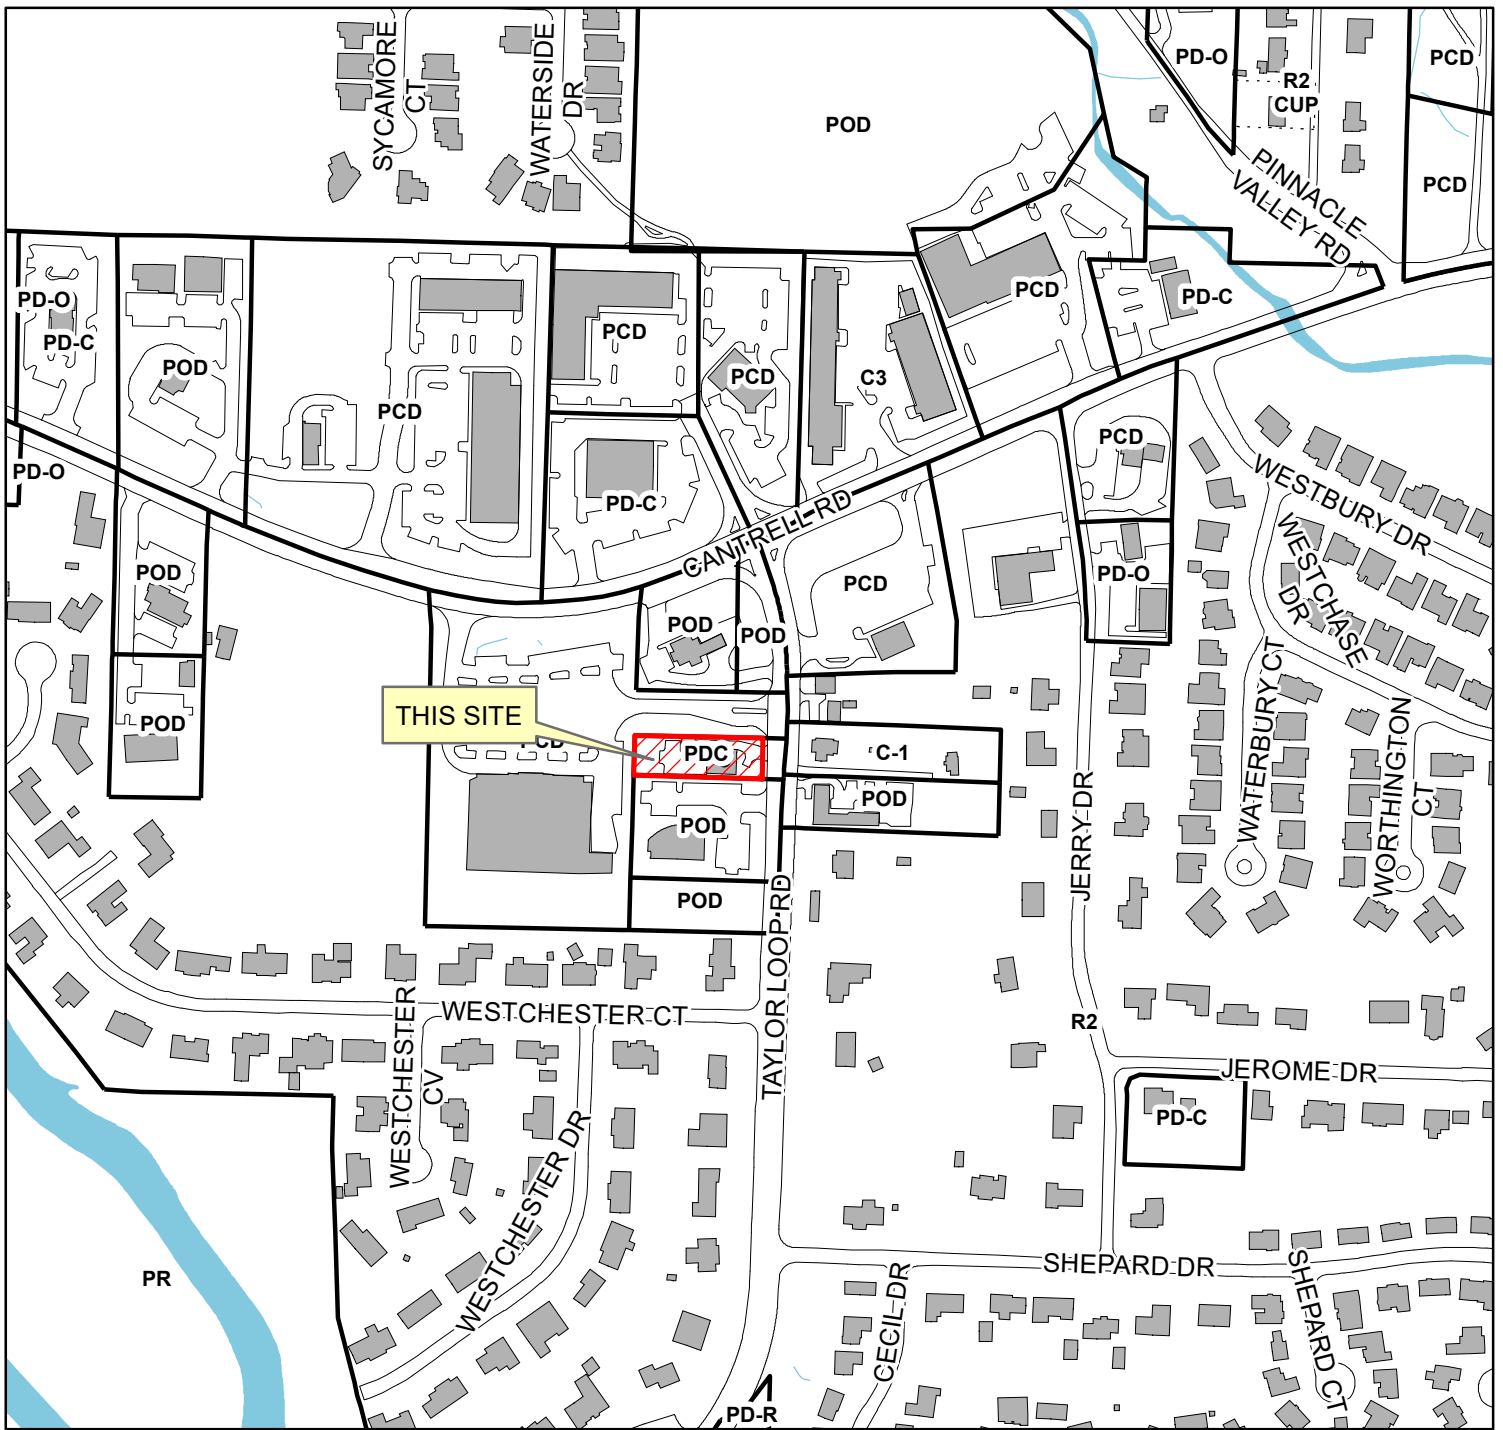 SYCAMORE
CT
WATERSIDE
DR
POD
PD-O
R2
CUP
PCD
PCD
PINNACLE
VALLEY RD
PD-O
PD-C
POD
PCD
PCD
PCD
C3
PCD
PD-C
PD-O
PD-C
CANTRELL RD
PCD
WESTBURY DR
WESTCHASE
DR
POD
POD
POD
PCD
PD-O
THIS SITE
PCD
PDC
C-1
POD
POD
POD
POD
TAYLOR LOOP RD
JERRY DR
WATERBURY CT
WORTHINGTON
CT
WESTCHESTER CT
WESTCHESTER
CV
WESTCHESTER DR
R2
JEROME DR
PD-C
PR
SHEPARD DR
CECIL DR
SHEPARD CT
PD-R